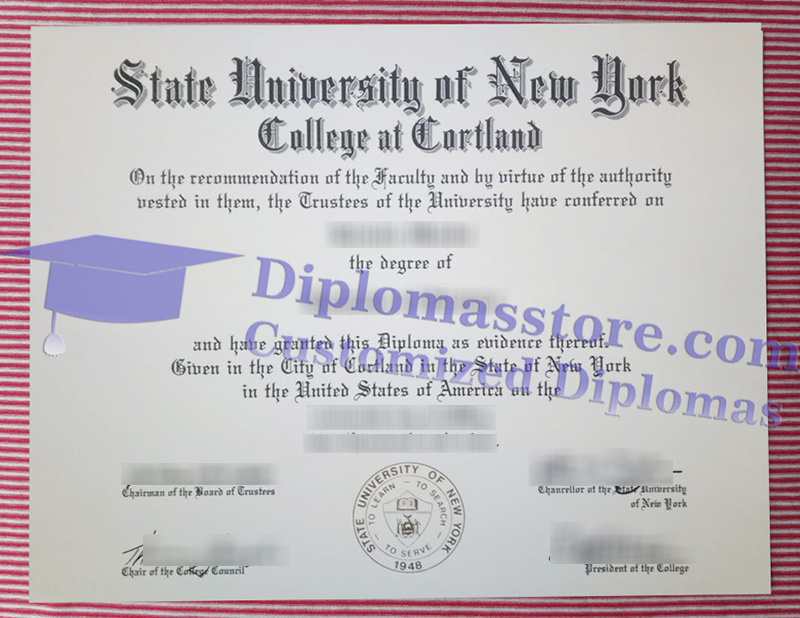 State University of New York
College at Cortland
On the recommendation of the Faculty and by virtue of the authority
vested in them, the Trustees of the University have conferred on
the degree of
Diplomasstore.com
Customized Diplomas
and have granted this Diploma as evidence thereof.
Given in the City of Cortland in the State of New York
in the United States of America on the
Chairman of the Board of Trustees
Chancellor of the State University
of New York
STATE UNIVERSITY OF NEW YORK
TO LEARN – TO SEARCH – TO SERVE
1948
Chair of the College Council
President of the College